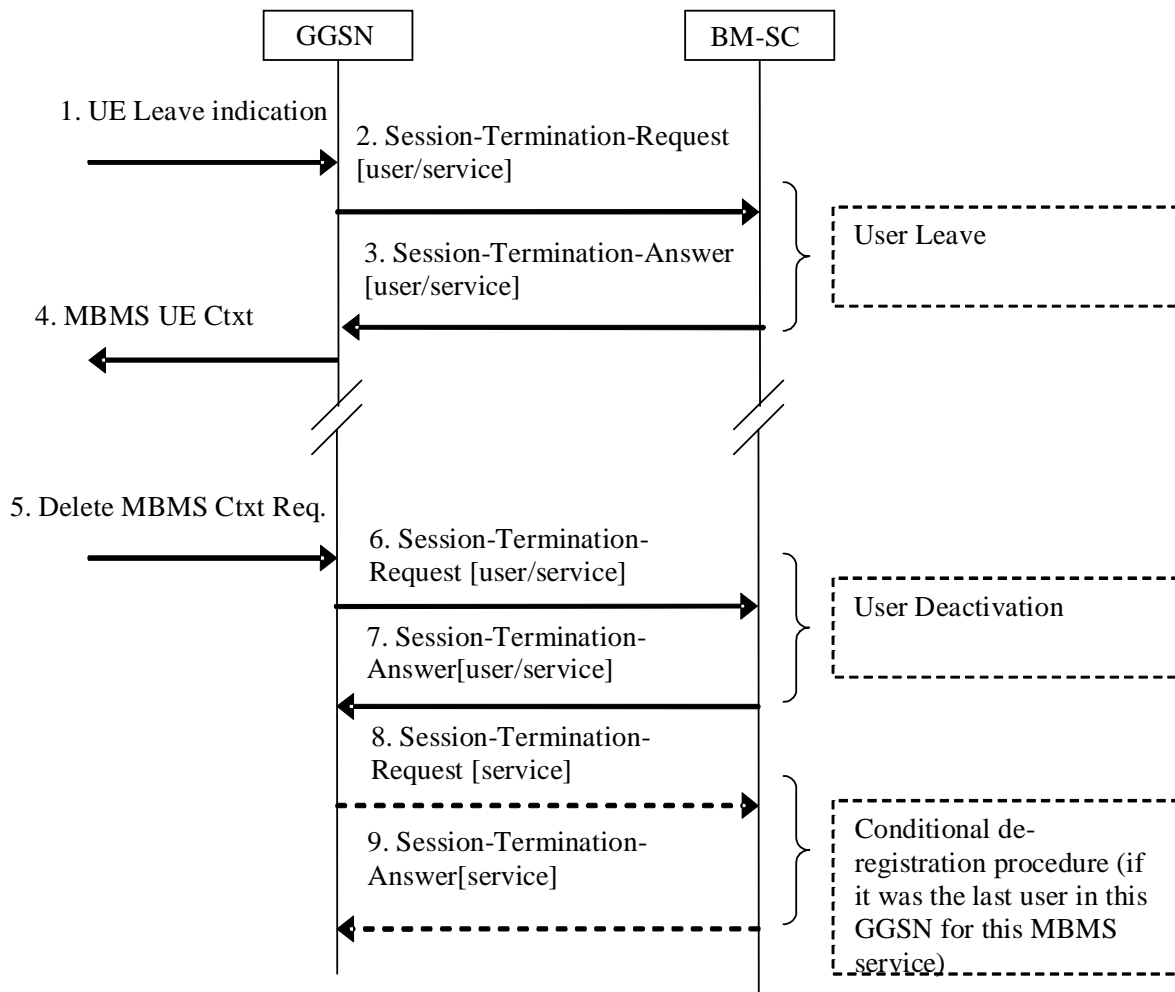 GGSN
BM-SC
1. UE Leave indication
2. Session-Termination-Request
[user/service]
User Leave
3. Session-Termination-Answer
[user/service]
4. MBMS UE Ctxt
5. Delete MBMS Ctxt Req.
6. Session-Termination-
Request [user/service]
User Deactivation
7. Session-Termination-
Answer[user/service]
8. Session-Termination-
Request [service]
9. Session-Termination-
Answer[service]
Conditional de-
registration procedure (if
it was the last user in this
GGSN for this MBMS
service)